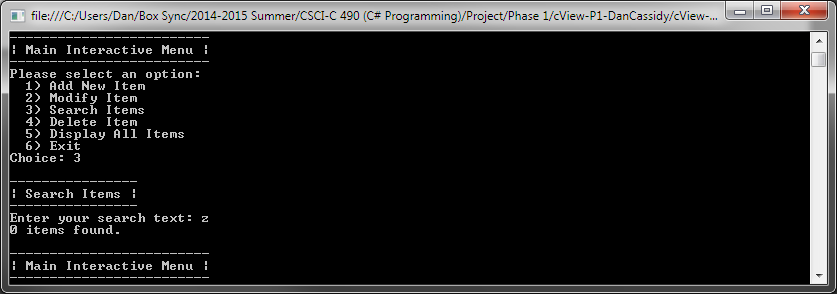 file:///C:/Users/Dan/Box Sync/2014-2015 Summer/CSCI-C 490 (C# Programming)/Project/Phase 1/cView-P1-DanCassidy/cView-...
-------------------------
¦ Main Interactive Menu ¦
-------------------------
Please select an option:
  1) Add New Item
  2) Modify Item
  3) Search Items
  4) Delete Item
  5) Display All Items
  6) Exit
Choice: 3
----------------
¦ Search Items ¦
----------------
Enter your search text: z
0 items found.
-------------------------
¦ Main Interactive Menu ¦
-------------------------